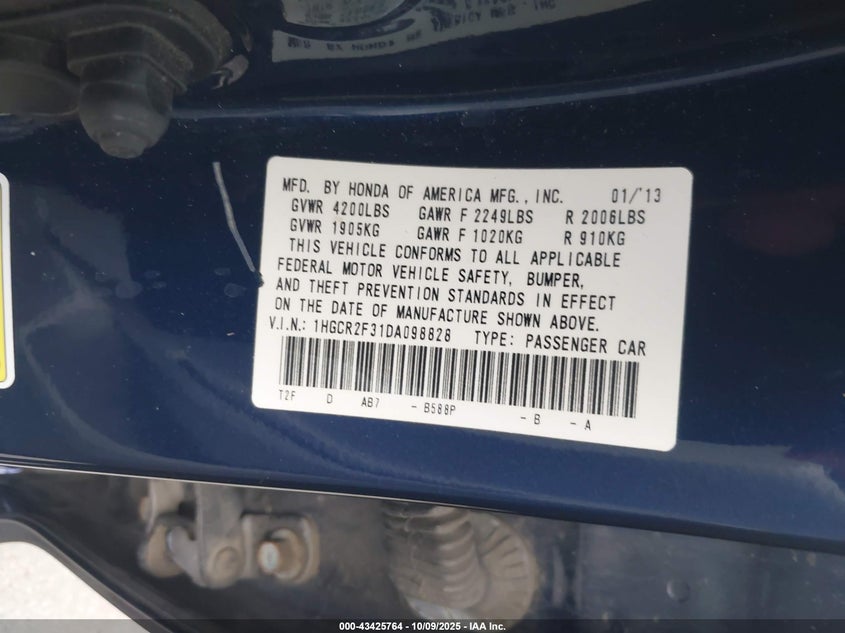 MFD. BY HONDA OF AMERICA MFG., INC. 01/'13
GVWR 4200LBS GAWR F 2249LBS R 2006LBS
GVWR 1905KG GAWR F 1020KG R 910KG
THIS VEHICLE CONFORMS TO ALL APPLICABLE
FEDERAL MOTOR VEHICLE SAFETY, BUMPER,
AND THEFT PREVENTION STANDARDS IN EFFECT
ON THE DATE OF MANUFACTURE SHOWN ABOVE.
V.I.N.: 1HGCR2F31DA098828 TYPE: PASSENGER CAR
T2F D AB7 - B588P - B - A
000-43425764 - 10/09/2025 - IAA Inc.